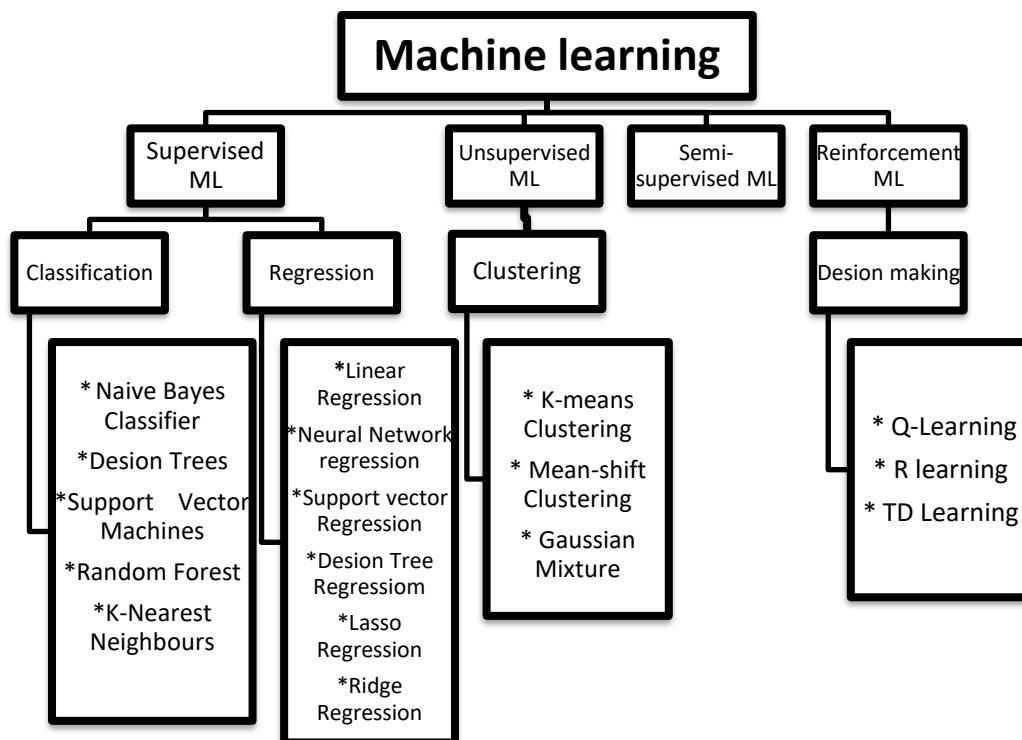 Machine learning
Supervised
ML
Unsupervised
ML
Semi-
supervised ML
Reinforcement
ML
Classification
Regression
Clustering
Desion making
* Naive Bayes
Classifier
*Desion Trees
*Support Vector
Machines
*Random Forest
*K-Nearest
Neighbours
*Linear
Regression
*Neural Network
regression
*Support vector
Regression
*Desion Tree
Regressiom
*Lasso
Regression
*Ridge
Regression
* K-means
Clustering
* Mean-shift
Clustering
* Gaussian
Mixture
* Q-Learning
* R learning
* TD Learning